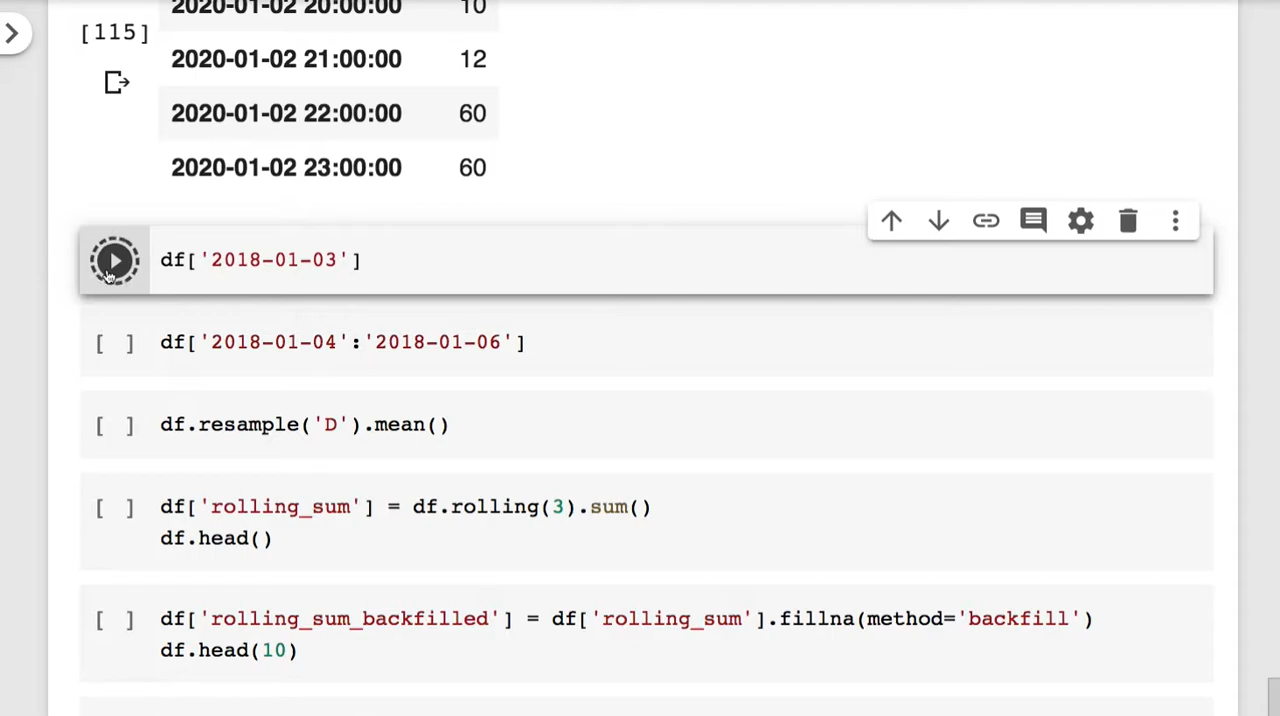 2020-01-02 20:00:00 10
[115]
2020-01-02 21:00:00 12
2020-01-02 22:00:00 60
2020-01-02 23:00:00 60
df['2018-01-03']
[ ] df['2018-01-04':'2018-01-06']
[ ] df.resample('D').mean()
[ ] df['rolling_sum'] = df.rolling(3).sum()
df.head()
[ ] df['rolling_sum_backfilled'] = df['rolling_sum'].fillna(method='backfill')
df.head(10)